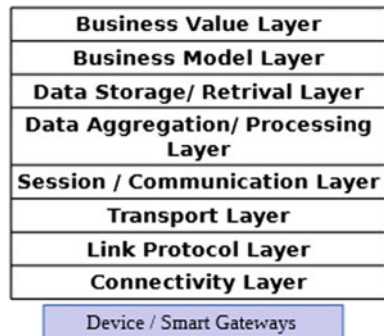 Business Value Layer
Business Model Layer
Data Storage/ Retrival Layer
Data Aggregation/ Processing
Layer
Session / Communication Layer
Transport Layer
Link Protocol Layer
Connectivity Layer
Device / Smart Gateways